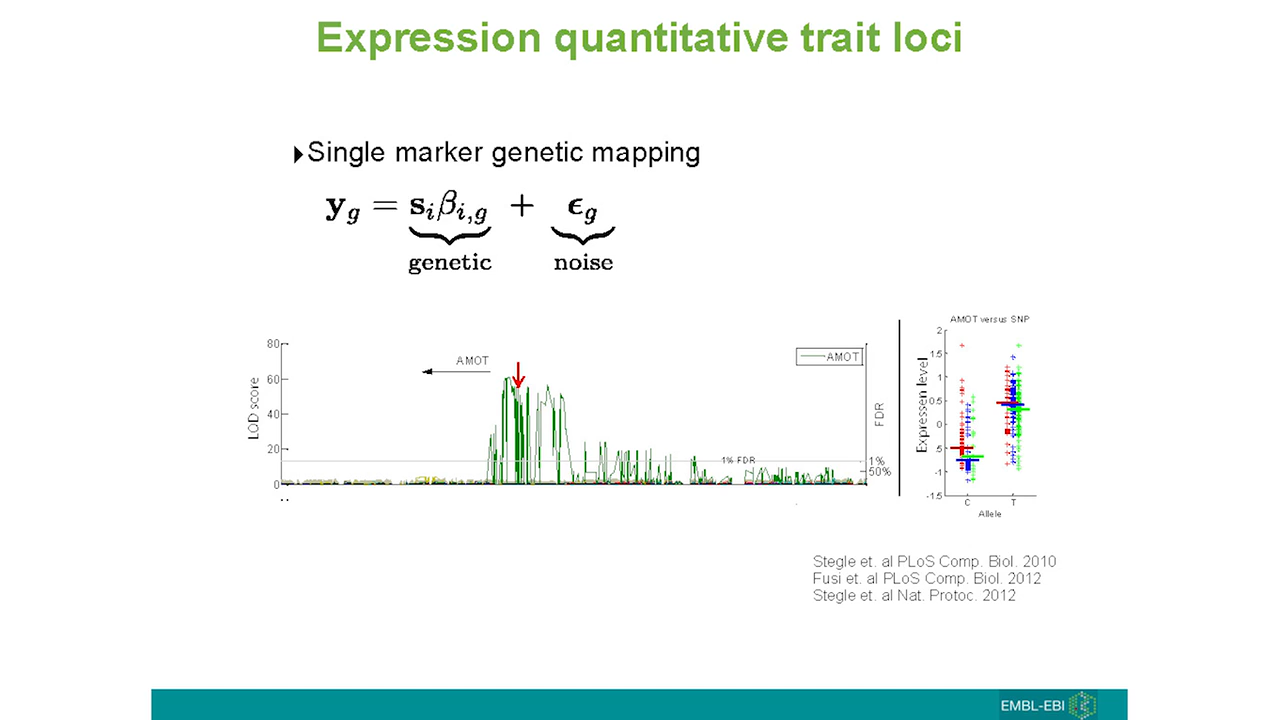 Expression quantitative trait loci
Single marker genetic mapping
y_g = s_i β_{i,g} + ϵ_g
genetic noise
80
60
40
20
0
LOD score
AMOT
AMOT
1% FDR
1%
50%
FDR
AMOT versus SNP
2
1.5
1
0.5
0
.5
-1
-1.5
Expressen level
C T
Allele
Stegle et. al PLoS Comp. Biol. 2010
Fusi et. al PLoS Comp. Biol. 2012
Stegle et. al Nat. Protoc. 2012
EMBL-EBI